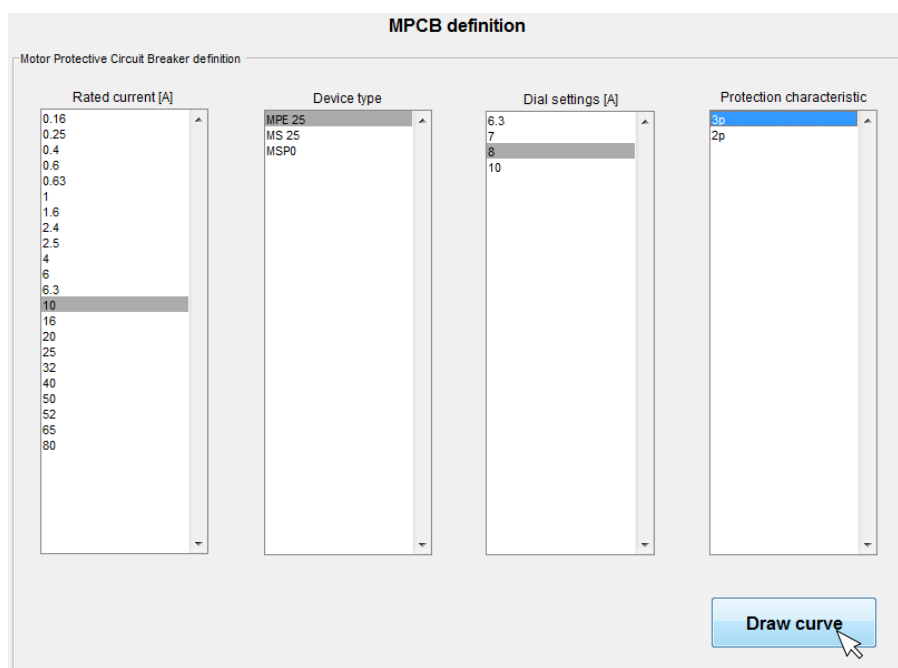 MPCB definition
Motor Protective Circuit Breaker definition
Rated current [A]
0.16
0.25
0.4
0.6
0.63
1
1.6
2.4
2.5
4
6
6.3
10
16
20
25
32
40
50
52
65
80
Device type
MPE 25
MS 25
MSP0
Dial settings [A]
6.3
7
8
10
Protection characteristic
3p
2p
Draw curve